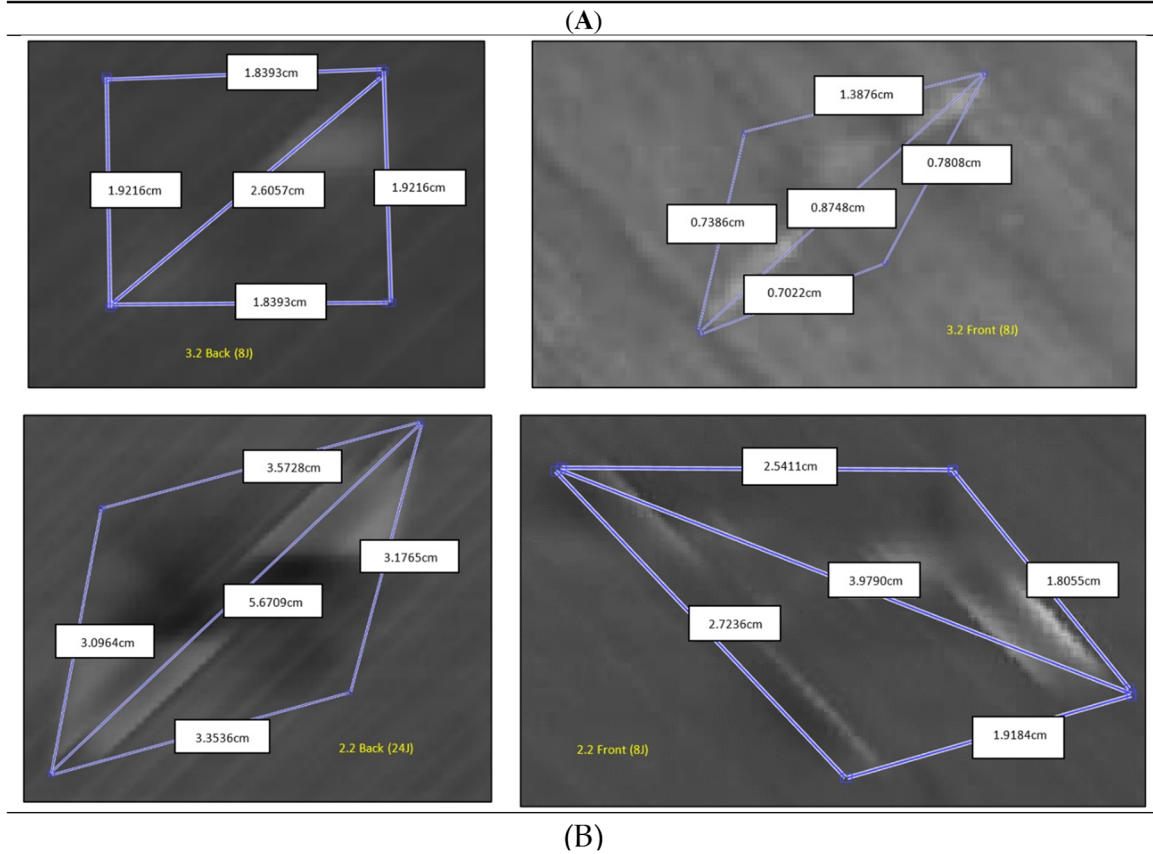 (A)
1.8393cm
1.9216cm
2.6057cm
1.9216cm
1.8393cm
3.2 Back (8J)
1.3876cm
0.7808cm
0.8748cm
0.7386cm
0.7022cm
3.2 Front (8J)
3.5728cm
3.1765cm
5.6709cm
3.0964cm
3.3536cm
2.2 Back (24J)
2.5411cm
3.9790cm
1.8055cm
2.7236cm
1.9184cm
2.2 Front (8J)
(B)